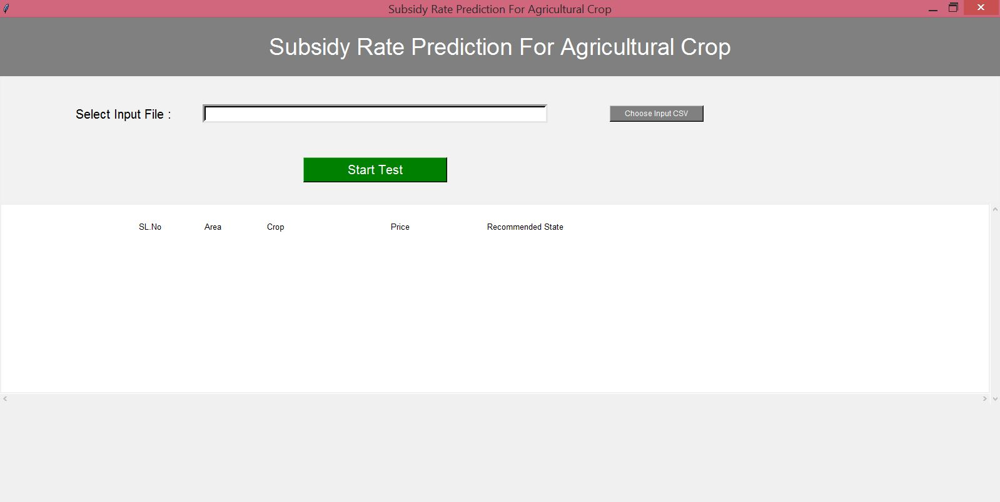 Subsidy Rate Prediction For Agricultural Crop
Subsidy Rate Prediction For Agricultural Crop
Select Input File :
Choose Input CSV
Start Test
SL.No Area Crop Price Recommended State